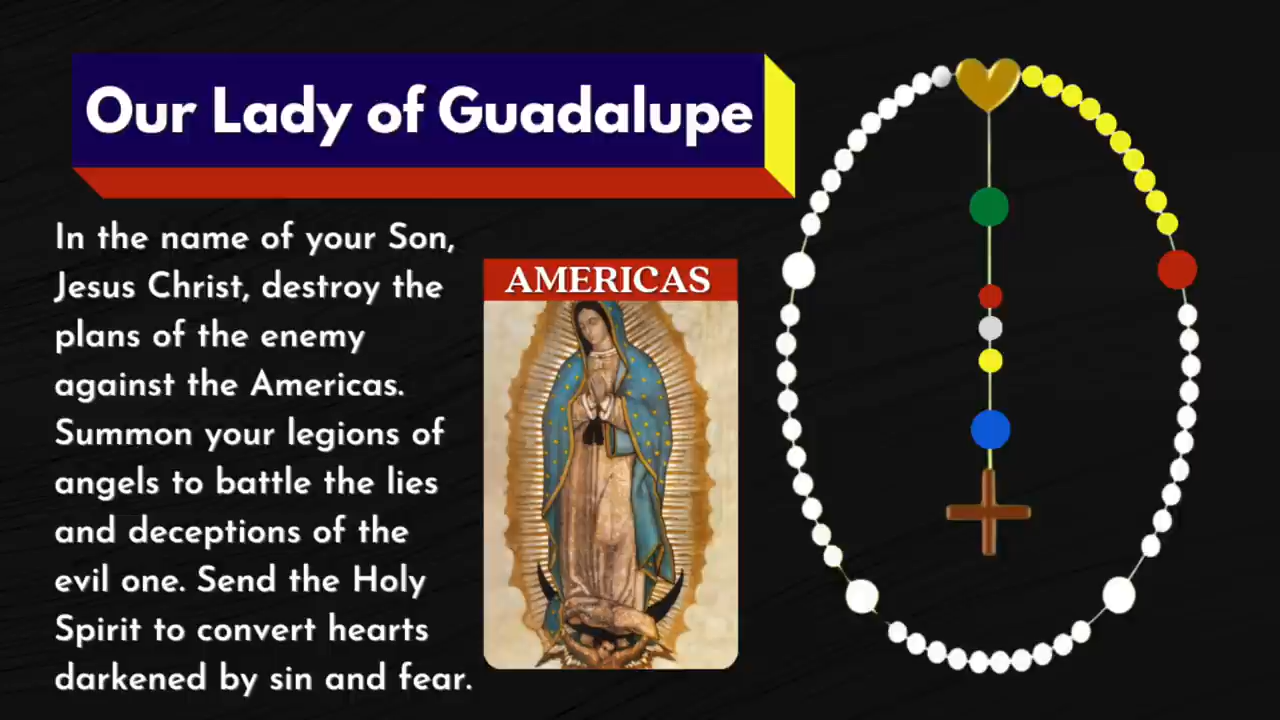 Our Lady of Guadalupe
In the name of your Son,
Jesus Christ, destroy the
plans of the enemy
against the Americas.
Summon your legions of
angels to battle the lies
and deceptions of the
evil one. Send the Holy
Spirit to convert hearts
darkened by sin and fear.
AMERICAS